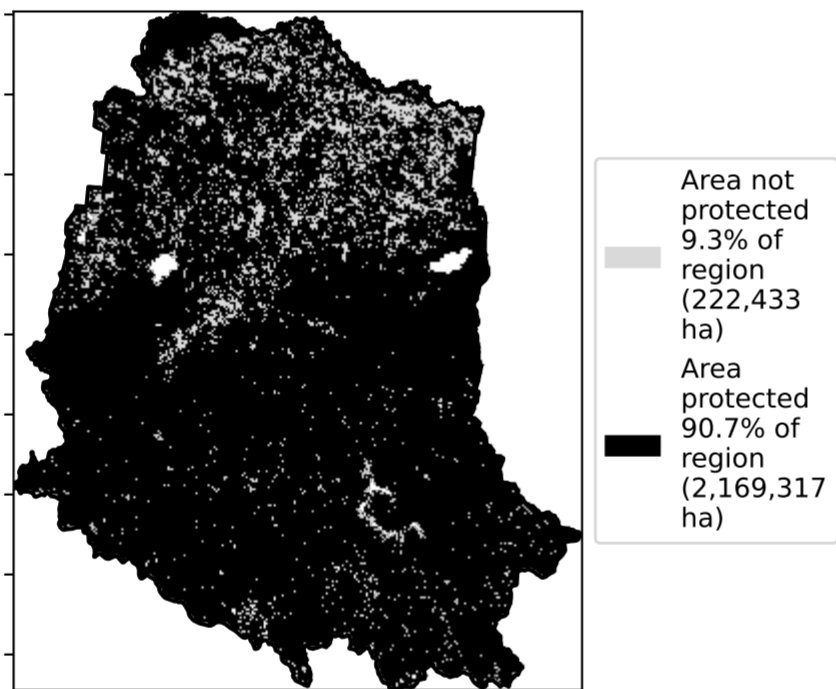 Area not
protected
9.3% of
region
(222,433
ha)
Area
protected
90.7% of
region
(2,169,317
ha)